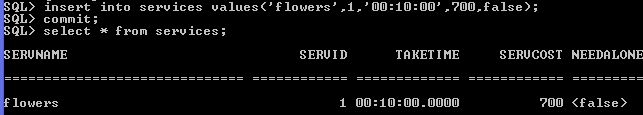 SQL> insert into services values('flowers',1,'00:10:00',700,false);
SQL> commit;
SQL> select * from services;
SERVNAME SERVID TAKETIME SERVCOST NEEDALONE
=============================== ============ ============= ============ =========
flowers 1 00:10:00.0000 700 <false>